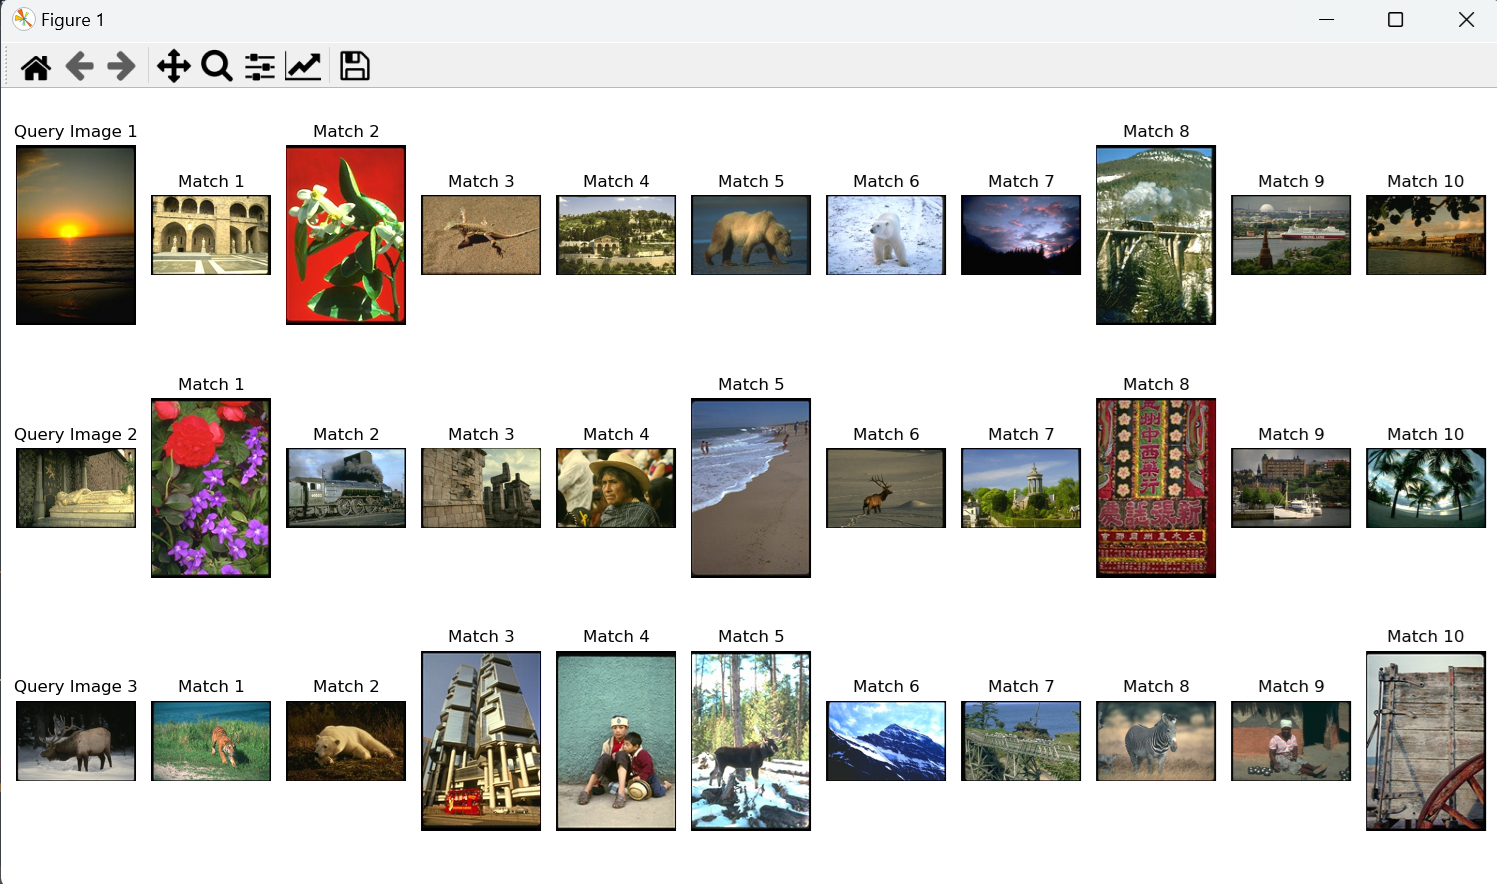 Figure 1
Query Image 1
Match 1
Match 2
Match 3
Match 4
Match 5
Match 6
Match 7
Match 8
Match 9
Match 10
Query Image 2
Match 1
Match 2
Match 3
Match 4
Match 5
Match 6
Match 7
Match 8
Match 9
Match 10
Query Image 3
Match 1
Match 2
Match 3
Match 4
Match 5
Match 6
Match 7
Match 8
Match 9
Match 10